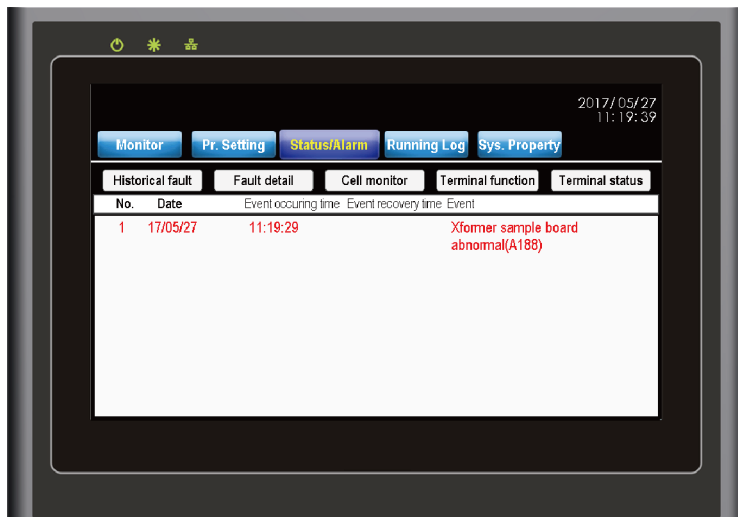 2017/05/27
11:19:39
Monitor Pr. Setting Status/Alarm Running Log Sys. Property
Historical fault Fault detail Cell monitor Terminal function Terminal status
No. Date Event occuring time Event recovery time Event
1 17/05/27 11:19:29 Xformer sample board
abnormal(A188)